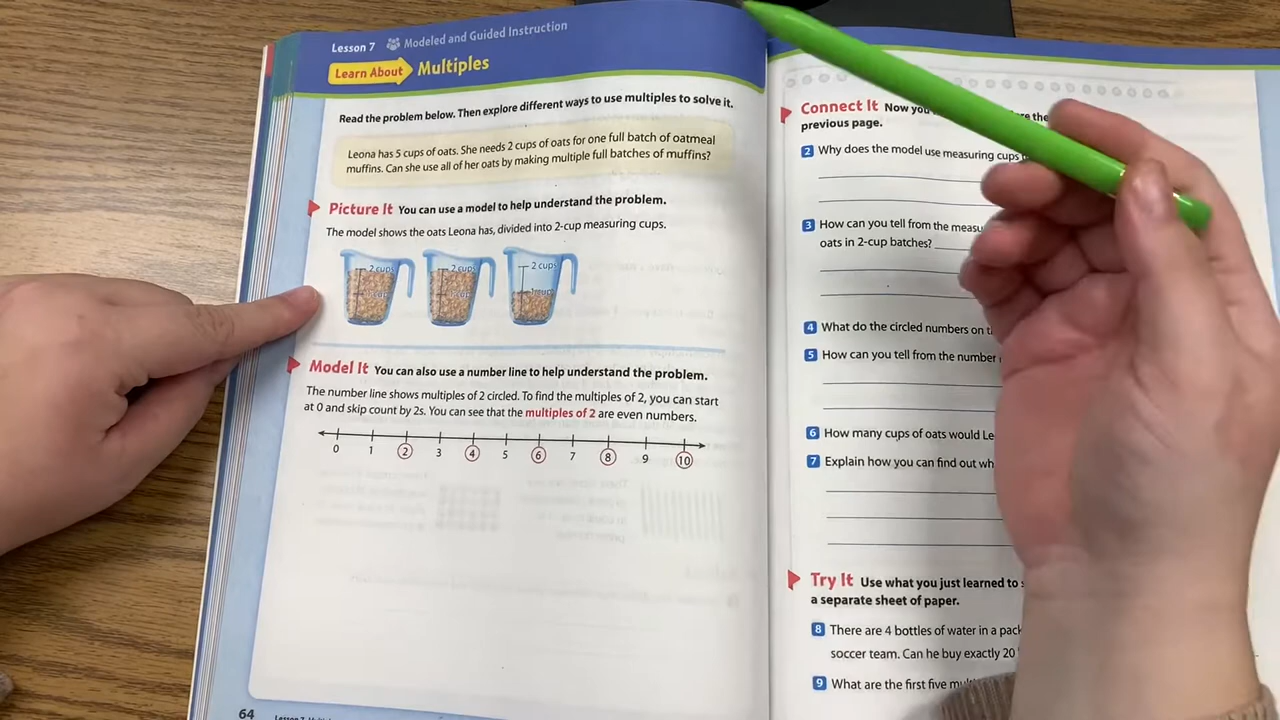 Lesson 7 Modeled and Guided Instruction
Learn About Multiples
Read the problem below. Then explore different ways to use multiples to solve it.
Leona has 5 cups of oats. She needs 2 cups of oats for one full batch of oatmeal
muffins. Can she use all of her oats by making multiple full batches of muffins?
Picture It You can use a model to help understand the problem.
The model shows the oats Leona has, divided into 2-cup measuring cups.
2 cups 2 cups 2 cups
1 cup 1 cup 1 cup
Model It You can also use a number line to help understand the problem.
The number line shows multiples of 2 circled. To find the multiples of 2, you can start
at 0 and skip count by 2s. You can see that the multiples of 2 are even numbers.
0 1 2 3 4 5 6 7 8 9 10
64 Lesson 7
Connect It Now you the
previous page.
2 Why does the model use measuring cups
3 How can you tell from the
oats in 2-cup batches?
4 What do the circled numbers on
5 How can you tell from the number
6 How many cups of oats would
7 Explain how you can find out
Try It Use what you just learned to
a separate sheet of paper.
8 There are 4 bottles of water in a
soccer team. Can he buy exactly 20
9 What are the first five